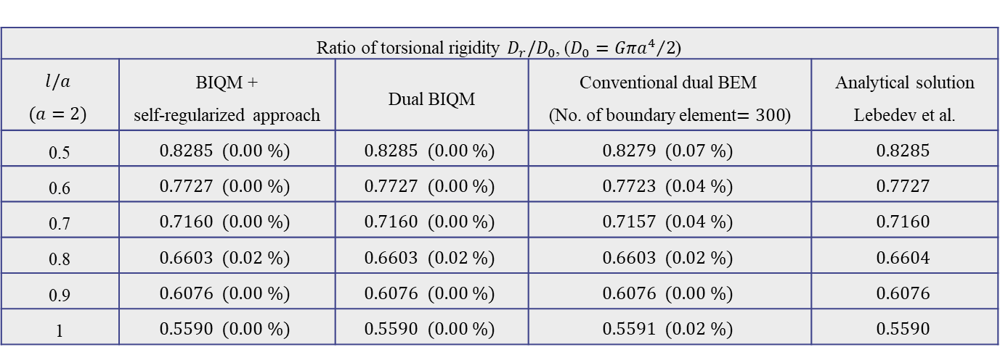 Ratio of torsional rigidity D_r/D_0, (D_0 = Gπa^4/2)
l/a
(a = 2)
BIQM +
self-regularized approach
Dual BIQM
Conventional dual BEM
(No. of boundary element= 300)
Analytical solution
Lebedev et al.
0.5 0.8285 (0.00 %) 0.8285 (0.00 %) 0.8279 (0.07 %) 0.8285
0.6 0.7727 (0.00 %) 0.7727 (0.00 %) 0.7723 (0.04 %) 0.7727
0.7 0.7160 (0.00 %) 0.7160 (0.00 %) 0.7157 (0.04 %) 0.7160
0.8 0.6603 (0.02 %) 0.6603 (0.02 %) 0.6603 (0.02 %) 0.6604
0.9 0.6076 (0.00 %) 0.6076 (0.00 %) 0.6076 (0.00 %) 0.6076
1 0.5590 (0.00 %) 0.5590 (0.00 %) 0.5591 (0.02 %) 0.5590